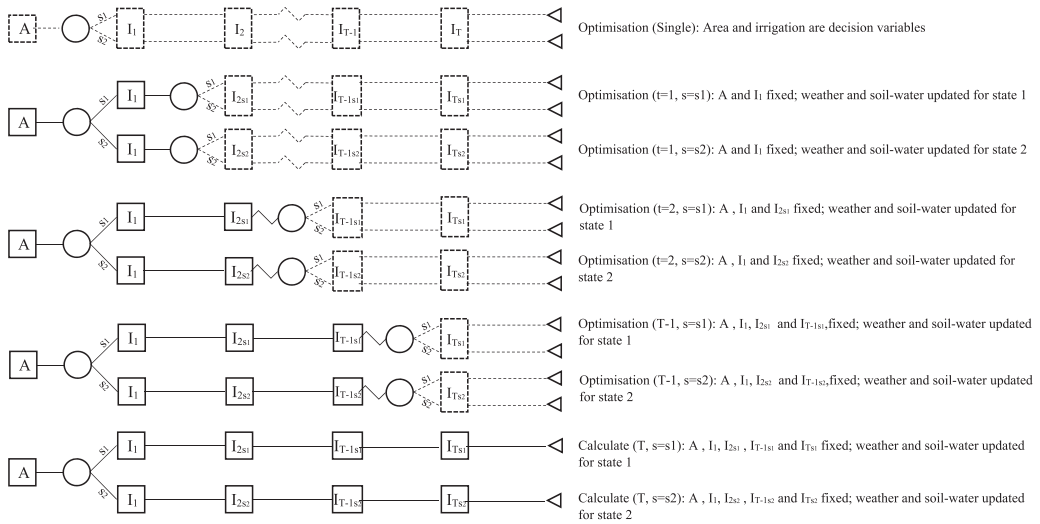 A S1 S2 I1 I2 IT-1 IT Optimisation (Single): Area and irrigation are decision variables
S1 I1 S1 S2 I2s1 IT-1s1 ITs1 Optimisation (t=1, s=s1): A and I1 fixed; weather and soil-water updated for state 1
A
S2 I1 S1 S2 I2s2 IT-1s2 ITs2 Optimisation (t=1, s=s2): A and I1 fixed; weather and soil-water updated for state 2
S1 I1 I2s1 S1 S2 IT-1s1 ITs1 Optimisation (t=2, s=s1): A , I1 and I2s1 fixed; weather and soil-water updated for
state 1
A
S2 I1 I2s2 S1 S2 IT-1s2 ITs2 Optimisation (t=2, s=s2): A , I1 and I2s2 fixed; weather and soil-water updated for
state 2
S1 I1 I2s1 IT-1s1 S1 S2 ITs1 Optimisation (T-1, s=s1): A , I1, I2s1 and IT-1s1,fixed; weather and soil-water updated
for state 1
A
S2 I1 I2s2 IT-1s2 S1 S2 ITs2 Optimisation (T-1, s=s2): A , I1, I2s2 and IT-1s2,fixed; weather and soil-water updated
for state 2
S1 I1 I2s1 IT-1s1 ITs1 Calculate (T, s=s1): A , I1, I2s1 , IT-1s1 and ITs1 fixed; weather and soil-water updated
for state 1
A
S2 I1 I2s2 IT-1s2 ITs2 Calculate (T, s=s2): A , I1, I2s2 , IT-1s2 and ITs2 fixed; weather and soil-water updated
for state 2